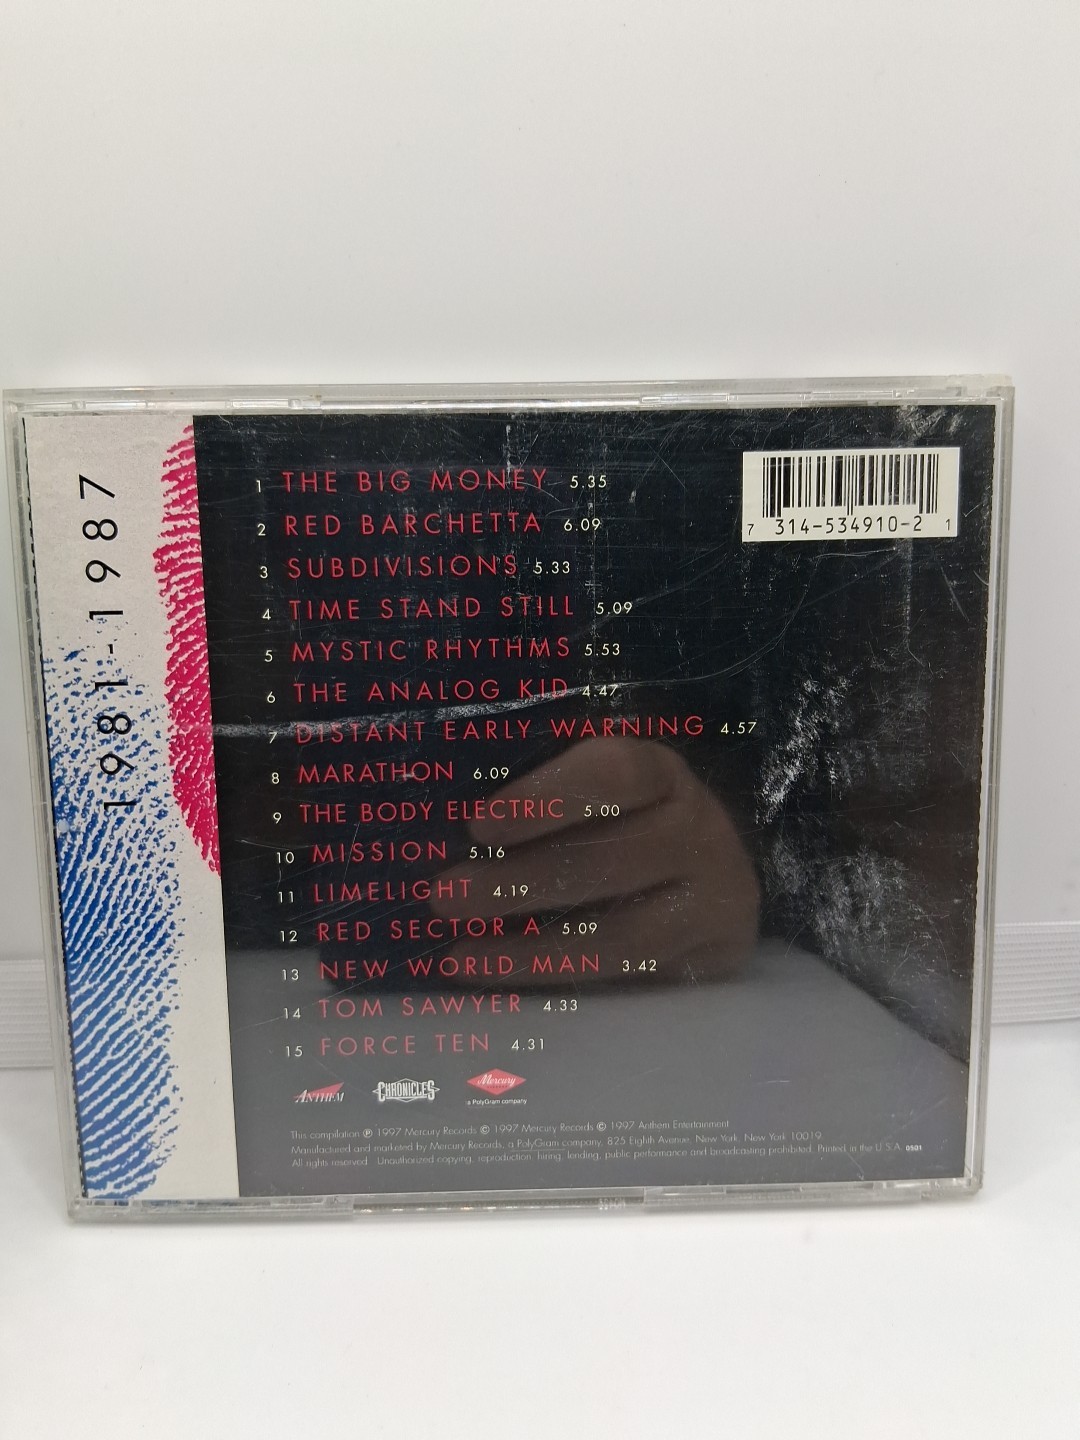 1981-1987
1 THE BIG MONEY 5.35
2 RED BARCHETTA 6.09
3 SUBDIVISIONS 5.33
4 TIME STAND STILL 5.09
5 MYSTIC RHYTHMS 5.53
6 THE ANALOG KID 4.47
7 DISTANT EARLY WARNING 4.57
8 MARATHON 6.09
9 THE BODY ELECTRIC 5.00
10 MISSION 5.16
11 LIMELIGHT 4.19
12 RED SECTOR A 5.09
13 NEW WORLD MAN 3.42
14 TOM SAWYER 4.33
15 FORCE TEN 4.31
7 314-534910-2 1
ANTHEM CHRONICLES Mercury
a PolyGram company
This compilation ℗ 1997 Mercury Records © 1997 Mercury Records © 1997 Anthem Entertainment
Manufactured and marketed by Mercury Records, a PolyGram company, 825 Eighth Avenue, New York, New York 10019.
All rights reserved Unauthorized copying, reproduction, hiring, lending, public performance and broadcasting prohibited. Printed in the U.S.A. 0501